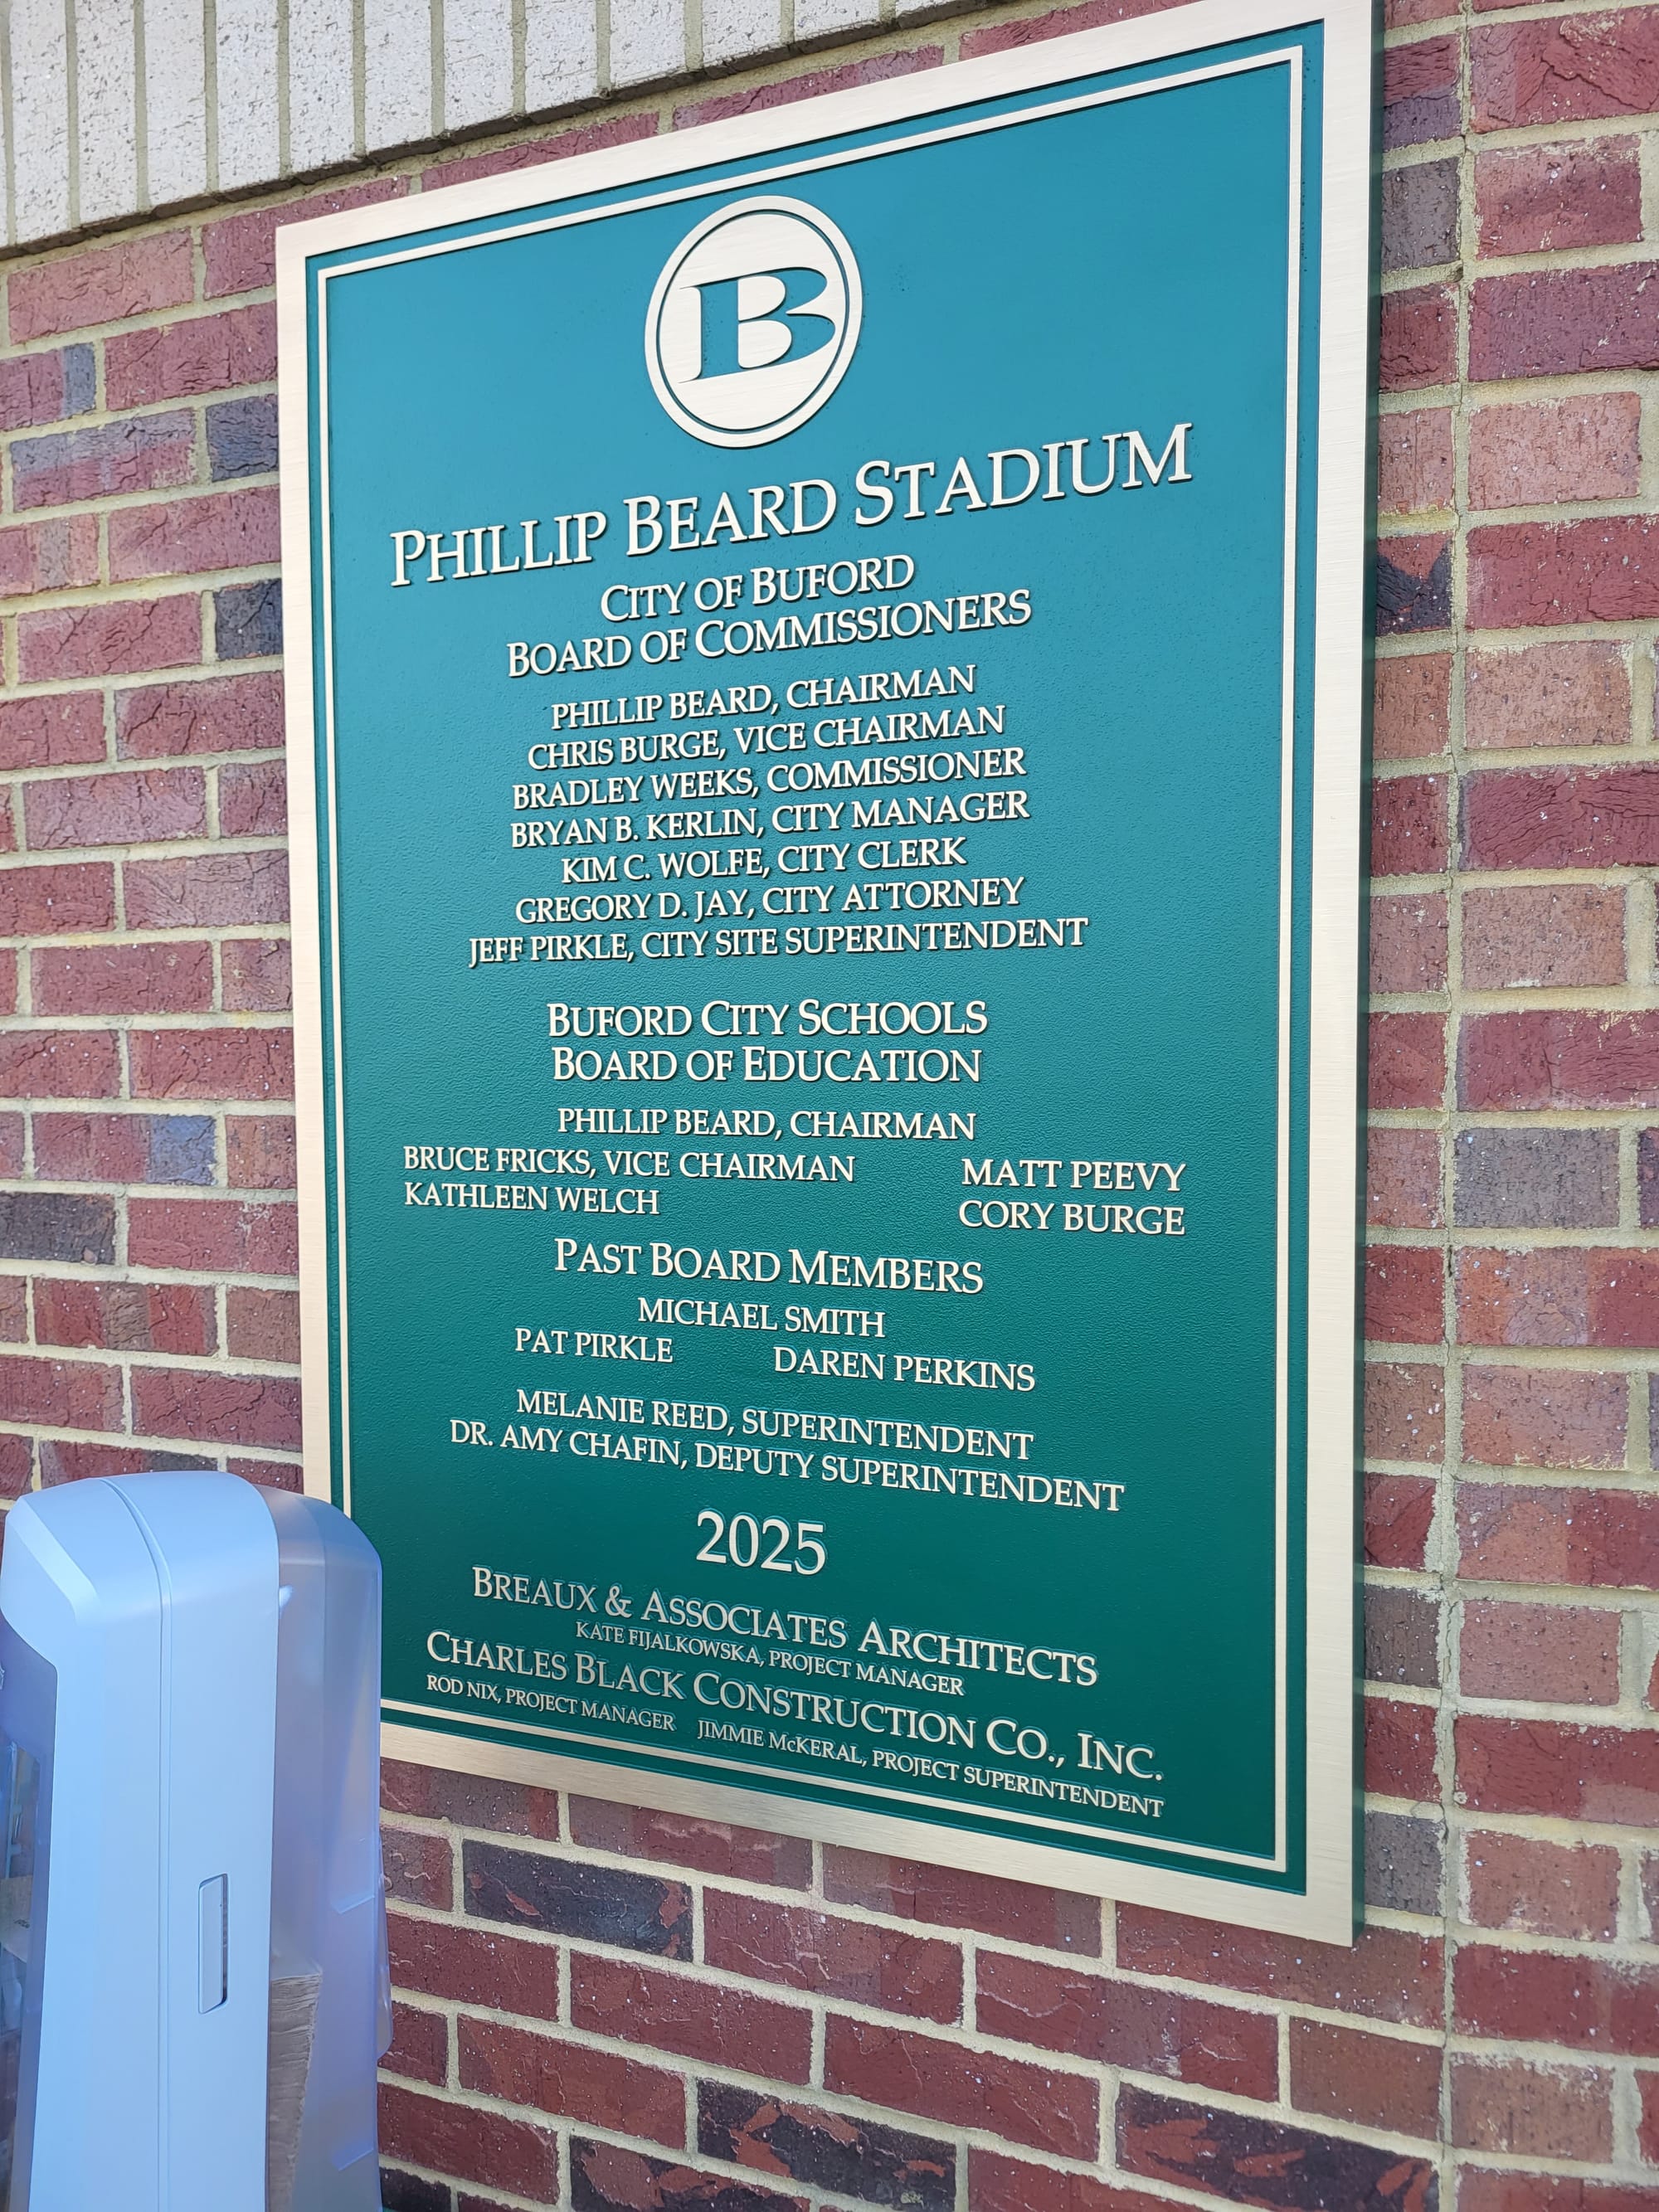 B
PHILLIP BEARD STADIUM
CITY OF BUFORD
BOARD OF COMMISSIONERS
PHILLIP BEARD, CHAIRMAN
CHRIS BURGE, VICE CHAIRMAN
BRADLEY WEEKS, COMMISSIONER
BRYAN B. KERLIN, CITY MANAGER
KIM C. WOLFE, CITY CLERK
GREGORY D. JAY, CITY ATTORNEY
JEFF PIRKLE, CITY SITE SUPERINTENDENT
BUFORD CITY SCHOOLS
BOARD OF EDUCATION
PHILLIP BEARD, CHAIRMAN
BRUCE FRICKS, VICE CHAIRMAN MATT PEEVY
KATHLEEN WELCH CORY BURGE
PAST BOARD MEMBERS
MICHAEL SMITH
PAT PIRKLE DAREN PERKINS
MELANIE REED, SUPERINTENDENT
DR. AMY CHAFIN, DEPUTY SUPERINTENDENT
2025
BREAUX & ASSOCIATES ARCHITECTS
KATE FIJALKOWSKA, PROJECT MANAGER
CHARLES BLACK CONSTRUCTION CO., INC.
ROD NIX, PROJECT MANAGER JIMMIE McKERAL, PROJECT SUPERINTENDENT